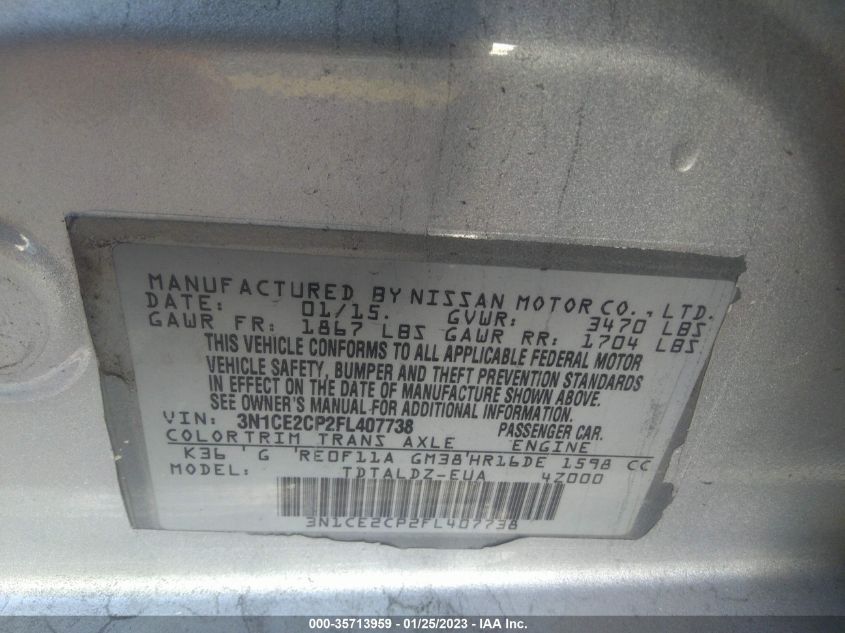 MANUFACTURED BY NISSAN MOTOR CO., LTD.
DATE: 01/15. GVWR: 3470 LBS
GAWR FR: 1867 LBS GAWR RR: 1704 LBS
THIS VEHICLE CONFORMS TO ALL APPLICABLE FEDERAL MOTOR
VEHICLE SAFETY, BUMPER AND THEFT PREVENTION STANDARDS
IN EFFECT ON THE DATE OF MANUFACTURE SHOWN ABOVE.
SEE OWNER'S MANUAL FOR ADDITIONAL INFORMATION.
VIN: 3N1CE2CP2FL407738 PASSENGER CAR.
COLORTRIM TRANS AXLE ENGINE
K36 ' G 'RE0F11A GM38'HR16DE 1598 CC
MODEL: TDTALDZ-EUA 4Z000
3N1CE2CP2FL407738
000-35713959 — 01/25/2023 — IAA Inc.